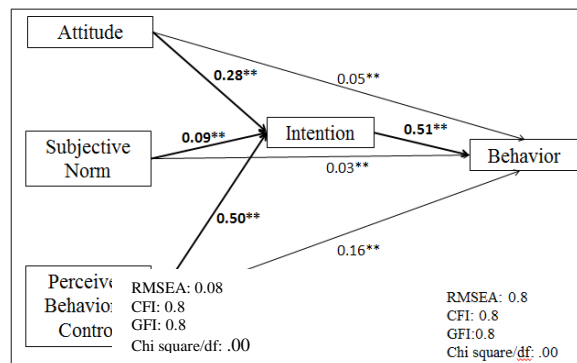 Attitude
0.28**
0.05**
0.09**
Intention
0.51**
Subjective
Norm
0.03**
Behavior
0.50**
0.16**
RMSEA: 0.08
CFI: 0.8
GFI: 0.8
Chi square/df: .00
RMSEA: 0.8
CFI: 0.8
GFI:0.8
Chi square/df: .00